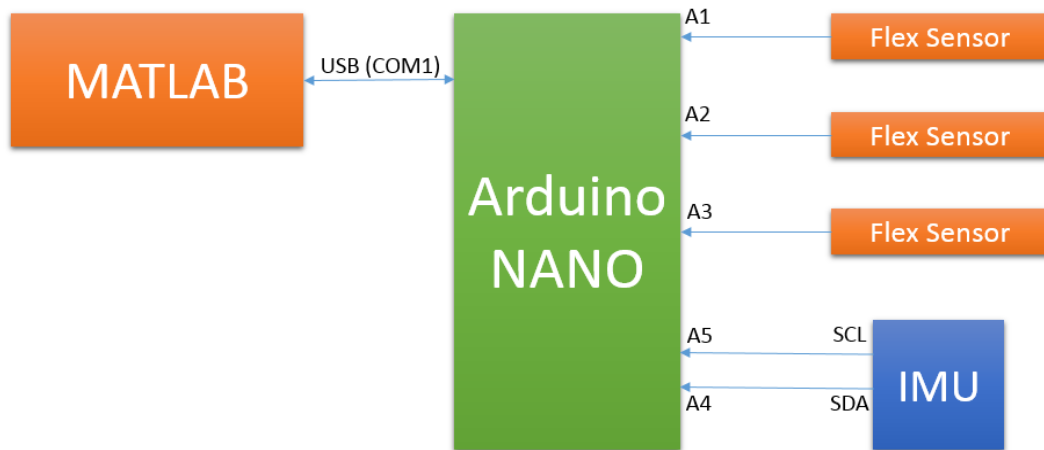 MATLAB
USB (COM1)
Arduino
NANO
A1
Flex Sensor
A2
Flex Sensor
A3
Flex Sensor
A5
SCL
A4
SDA
IMU